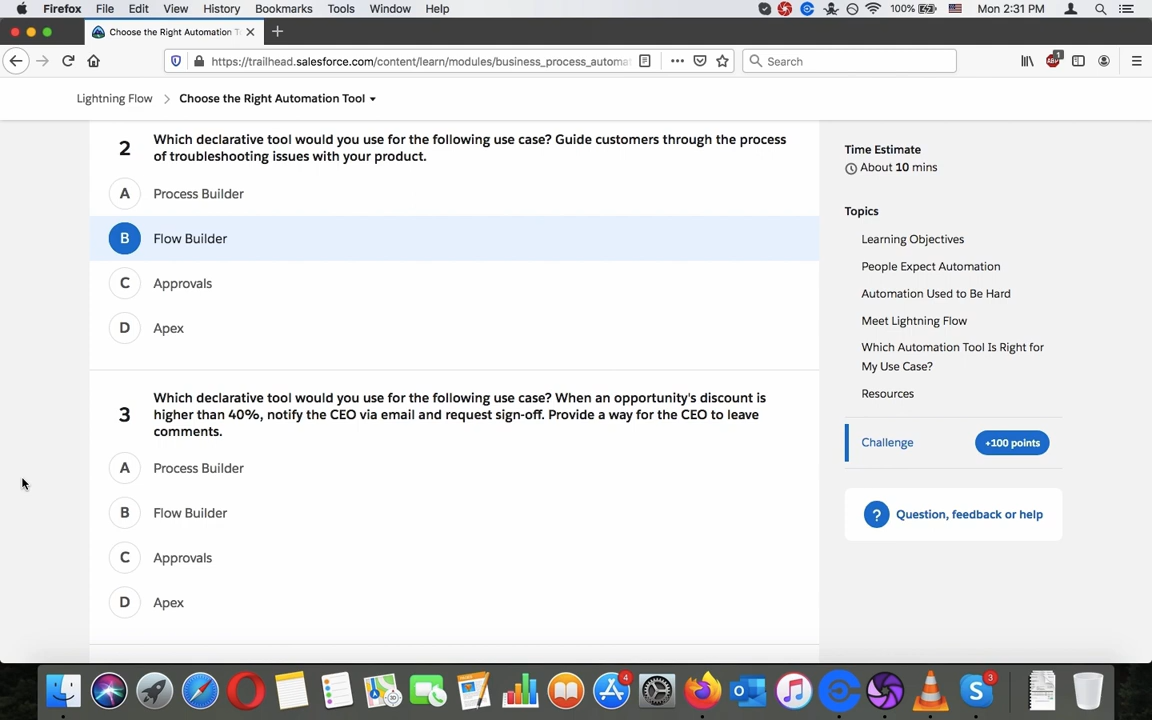 Firefox File Edit View History Bookmarks Tools Window Help 100% Mon 2:31 PM
Choose the Right Automation T
https://trailhead.salesforce.com/content/learn/modules/business_process_automa
Search
ABP
1
Lightning Flow > Choose the Right Automation Tool
2
Which declarative tool would you use for the following use case? Guide customers through the process
of troubleshooting issues with your product.
A Process Builder
B Flow Builder
C Approvals
D Apex
3
Which declarative tool would you use for the following use case? When an opportunity's discount is
higher than 40%, notify the CEO via email and request sign-off. Provide a way for the CEO to leave
comments.
A Process Builder
B Flow Builder
C Approvals
D Apex
Time Estimate
About 10 mins
Topics
Learning Objectives
People Expect Automation
Automation Used to Be Hard
Meet Lightning Flow
Which Automation Tool Is Right for
My Use Case?
Resources
Challenge +100 points
? Question, feedback or help
4
3